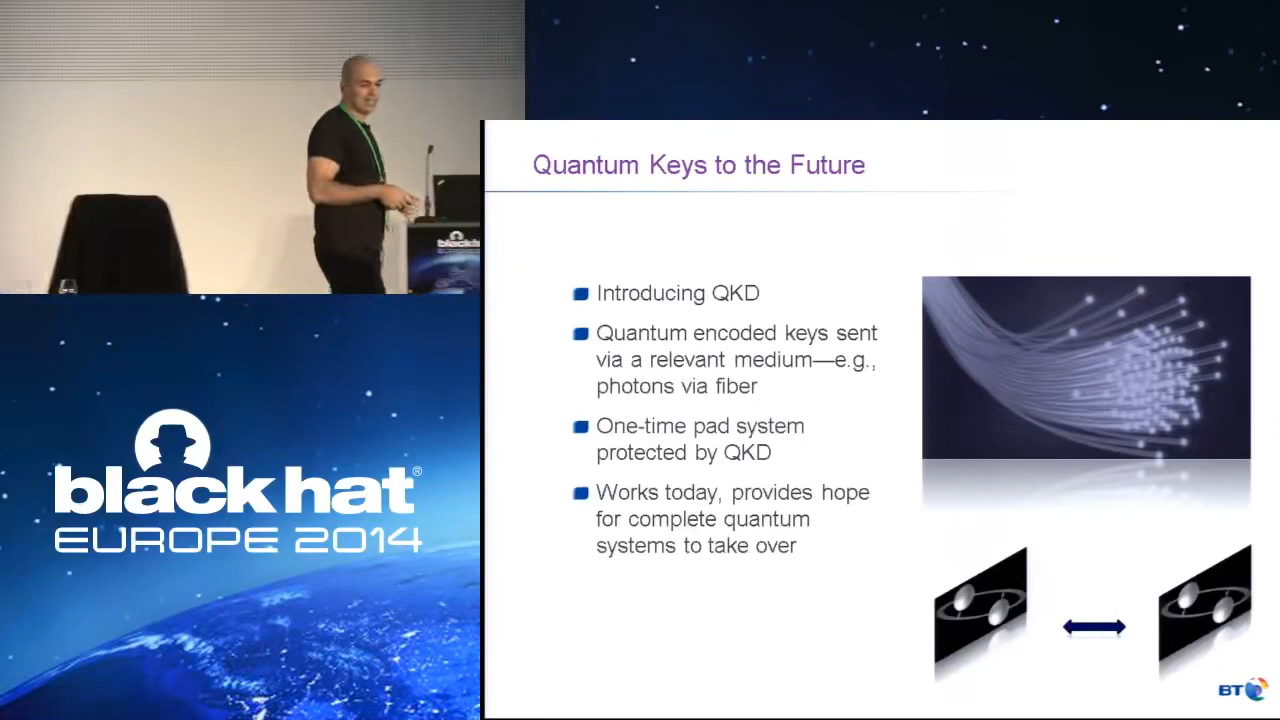 Quantum Keys to the Future
Introducing QKD
Quantum encoded keys sent
via a relevant medium—e.g.,
photons via fiber
One-time pad system
protected by QKD
Works today, provides hope
for complete quantum
systems to take over
BT
black hat®
EUROPE 2014